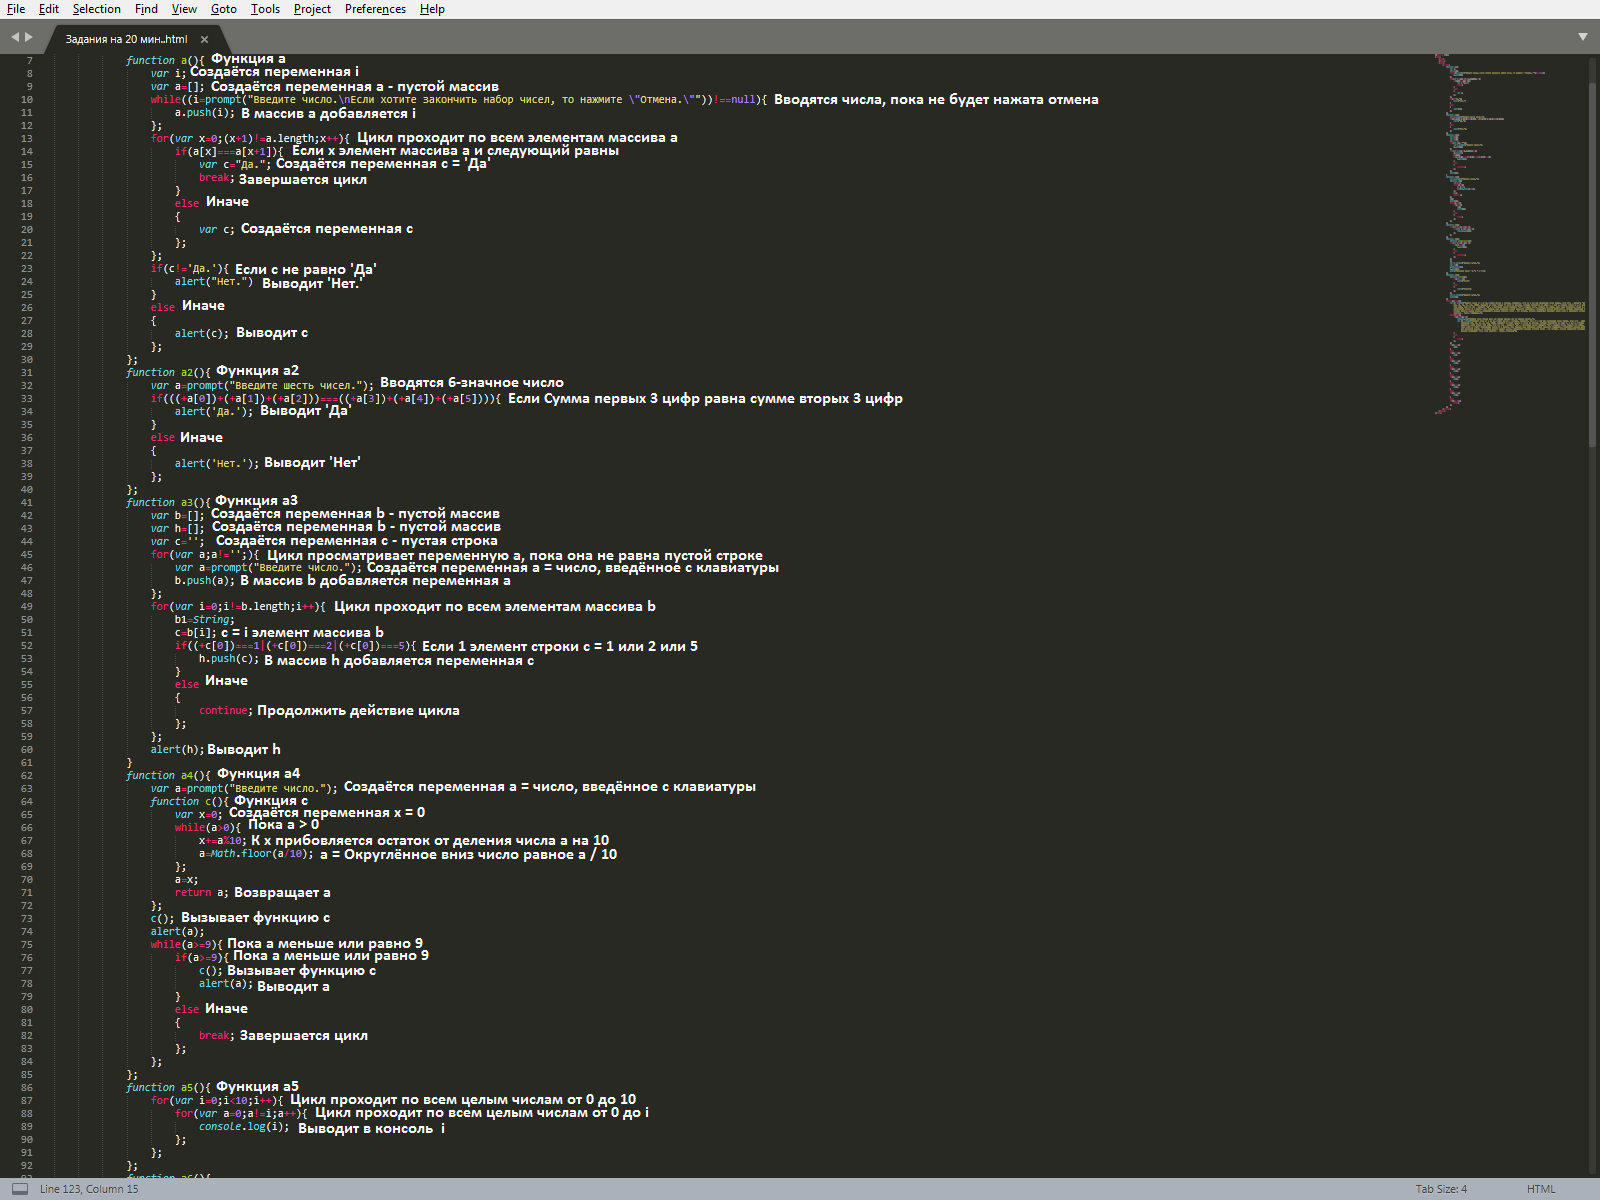 File Edit Selection Find View Goto Tools Project Preferences Help
Задания на 20 мин..html ×
7 function a(){ Функция a
8 var i; Создаётся переменная i
9 var a=[]; Создаётся переменная a - пустой массив
10 while((i=prompt("Введите число.\nЕсли хотите закончить набор чисел, то нажмите \"Отмена.\""))!==null){ Вводятся числа, пока не будет нажата отмена
11 a.push(i); В массив a добавляется i
12 };
13 for(var x=0;(x+1)!=a.length;x++){ Цикл проходит по всем элементам массива a
14 if(a[x]===a[x+1]){ Если x элемент массива a и следующий равны
15 var c="Да."; Создаётся переменная c = 'Да'
16 break; Завершается цикл
17 }
18 else Иначе
19 {
20 var c; Создаётся переменная c
21 };
22 };
23 if(c!='Да.'){ Если c не равно 'Да'
24 alert("Нет.") Выводит 'Нет.'
25 }
26 else Иначе
27 {
28 alert(c); Выводит c
29 };
30 };
31 function a2(){ Функция a2
32 var a=prompt("Введите шесть чисел."); Вводятся 6-значное число
33 if(((+a[0])+(+a[1])+(+a[2]))===((+a[3])+(+a[4])+(+a[5]))){ Если Сумма первых 3 цифр равна сумме вторых 3 цифр
34 alert('Да.'); Выводит 'Да'
35 }
36 else Иначе
37 {
38 alert('Нет.'); Выводит 'Нет'
39 };
40 };
41 function a3(){ Функция a3
42 var b=[]; Создаётся переменная b - пустой массив
43 var h=[]; Создаётся переменная b - пустой массив
44 var c=''; Создаётся переменная c - пустая строка
45 for(var a;a!='';){ Цикл просматривает переменную a, пока она не равна пустой строке
46 var a=prompt("Введите число."); Создаётся переменная a = число, введённое с клавиатуры
47 b.push(a); В массив b добавляется переменная a
48 };
49 for(var i=0;i!=b.length;i++){ Цикл проходит по всем элементам массива b
50 b1=String;
51 c=b[i]; c = i элемент массива b
52 if((+c[0])===1|(+c[0])===2|(+c[0])===5){ Если 1 элемент строки c = 1 или 2 или 5
53 h.push(c); В массив h добавляется переменная c
54 }
55 else Иначе
56 {
57 continue; Продолжить действие цикла
58 };
59 };
60 alert(h); Выводит h
61 }
62 function a4(){ Функция a4
63 var a=prompt("Введите число."); Создаётся переменная a = число, введённое с клавиатуры
64 function c(){ Функция c
65 var x=0; Создаётся переменная x = 0
66 while(a>0){ Пока a > 0
67 x+=a%10; К x прибовляется остаток от деления числа a на 10
68 a=Math.floor(a/10); a = Округлённое вниз число равное a / 10
69 };
70 a=x;
71 return a; Возвращает a
72 };
73 c(); Вызывает функцию c
74 alert(a);
75 while(a>=9){ Пока a меньше или равно 9
76 if(a>=9){ Пока a меньше или равно 9
77 c(); Вызывает функцию c
78 alert(a); Выводит a
79 }
80 else Иначе
81 {
82 break; Завершается цикл
83 };
84 };
85 };
86 function a5(){ Функция a5
87 for(var i=0;i<10;i++){ Цикл проходит по всем целым числам от 0 до 10
88 for(var a=0;a!=i;a++){ Цикл проходит по всем целым числам от 0 до i
89 console.log(i); Выводит в консоль i
90 };
91 };
92 };
Line 123, Column 15 Tab Size: 4 HTML